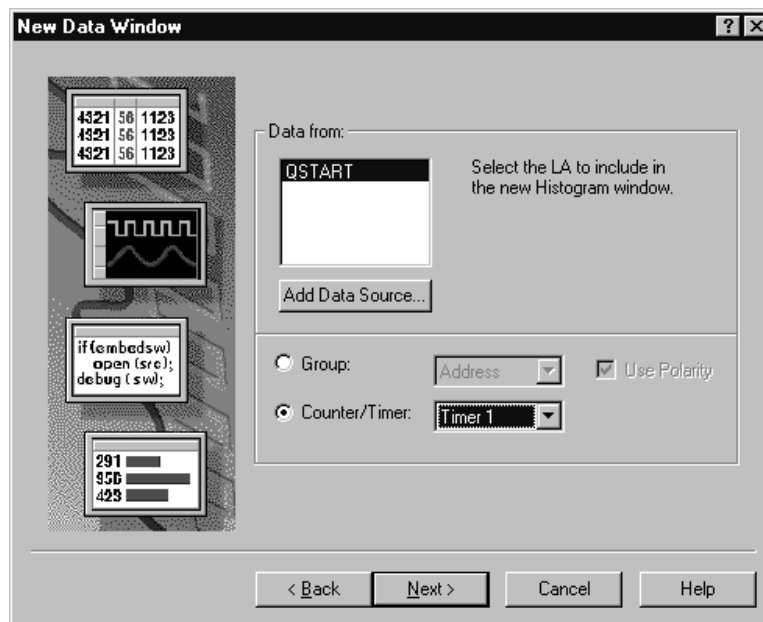 New Data Window
4321 56 1123
4321 56 1123
4321 56 1123
if(embedsw)
open (src);
debug (sw);
291
956
423
Data from:
QSTART
Select the LA to include in
the new Histogram window.
Add Data Source...
Group:
Address
Use Polarity
Counter/Timer:
Timer 1
< Back
Next >
Cancel
Help